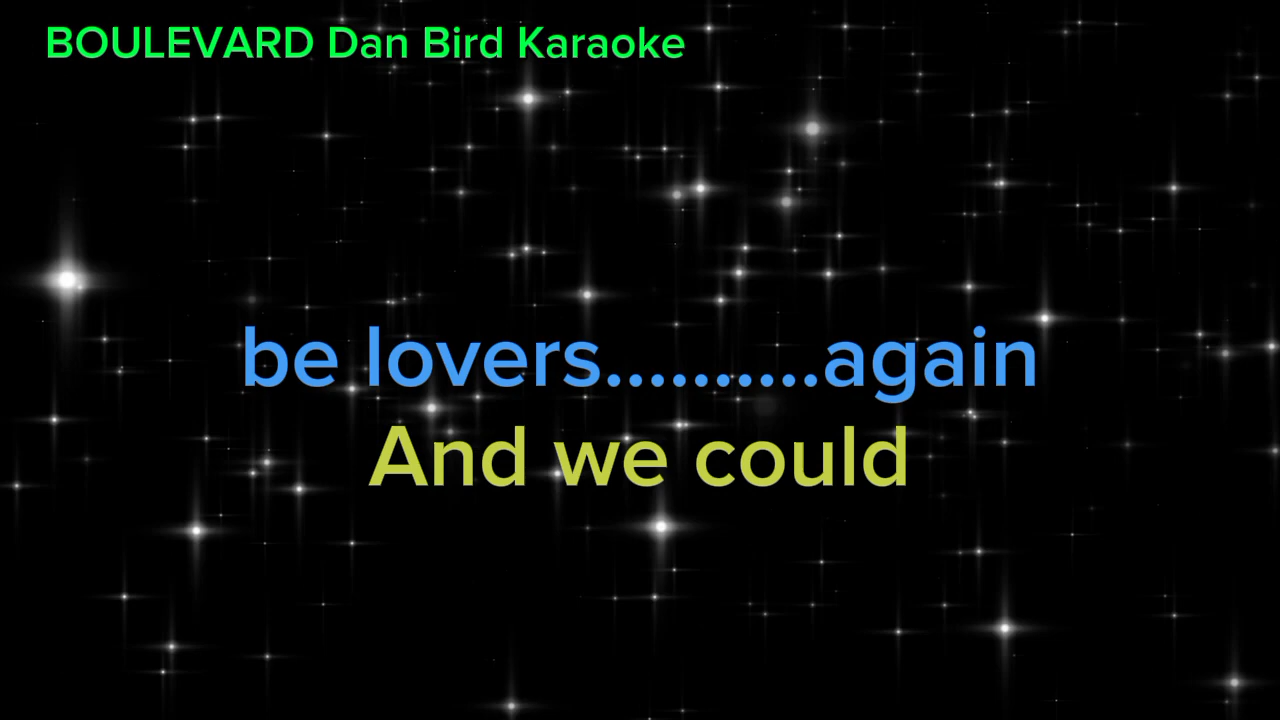 BOULEVARD Dan Bird Karaoke
be lovers..........again
And we could